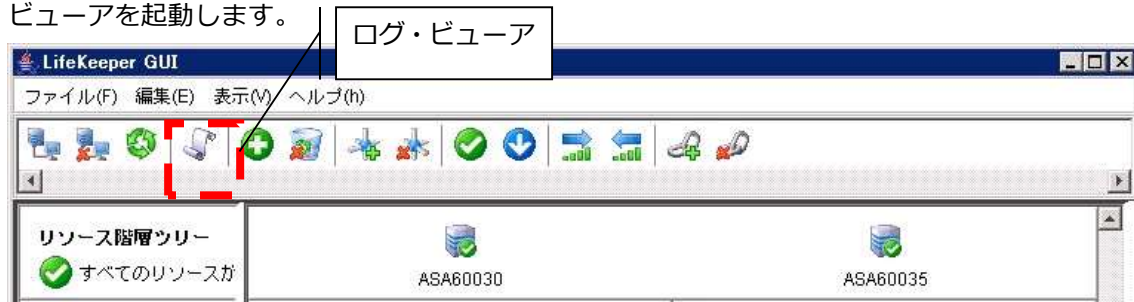 ビューアを起動します。
ログ・ビューア
LifeKeeper GUI
ファイル(F) 編集(E) 表示(V) ヘルプ(h)
リソース階層ツリー
すべてのリソースが
ASA60030
ASA60035